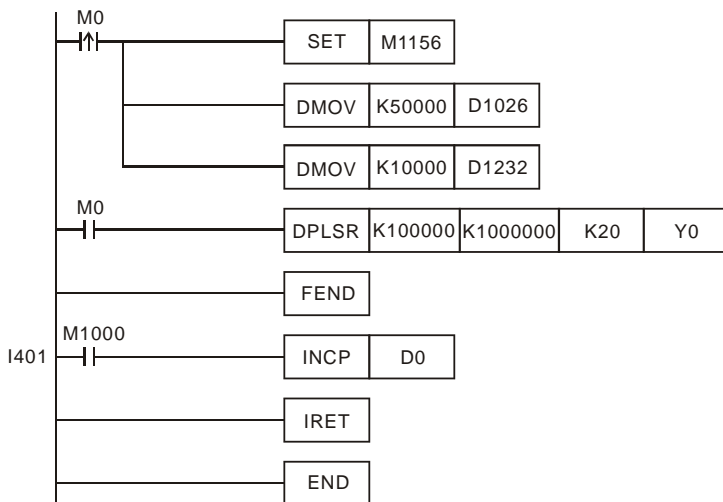 M0
SET M1156
DMOV K50000 D1026
DMOV K10000 D1232
M0
DPLSR K100000 K1000000 K20 Y0
FEND
M1000
I401 INCP D0
IRET
END